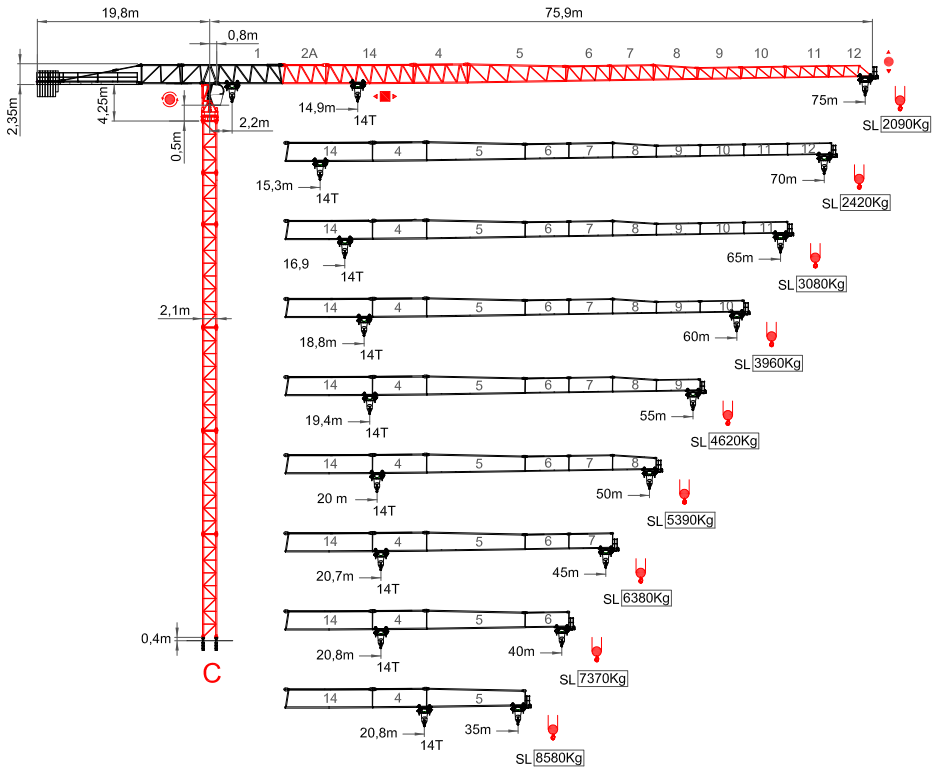 19,8m 75,9m
0,8m
1 2A 14 4 5 6 7 8 9 10 11 12
2,35m
4,25m
0,5m
2,2m
14,9m
14T
75m
SL 2090Kg
14 4 5 6 7 8 9 10 11 12
15,3m
14T
70m
SL 2420Kg
14 4 5 6 7 8 9 10 11
16,9
14T
65m
SL 3080Kg
2,1m
14 4 5 6 7 8 9 10
18,8m
14T
60m
SL 3960Kg
14 4 5 6 7 8 9
19,4m
14T
55m
SL 4620Kg
14 4 5 6 7 8
20 m
14T
50m
SL 5390Kg
14 4 5 6 7
20,7m
14T
45m
SL 6380Kg
14 4 5 6
20,8m
14T
40m
SL 7370Kg
0,4m
C
14 4 5
20,8m
14T
35m
SL 8580Kg